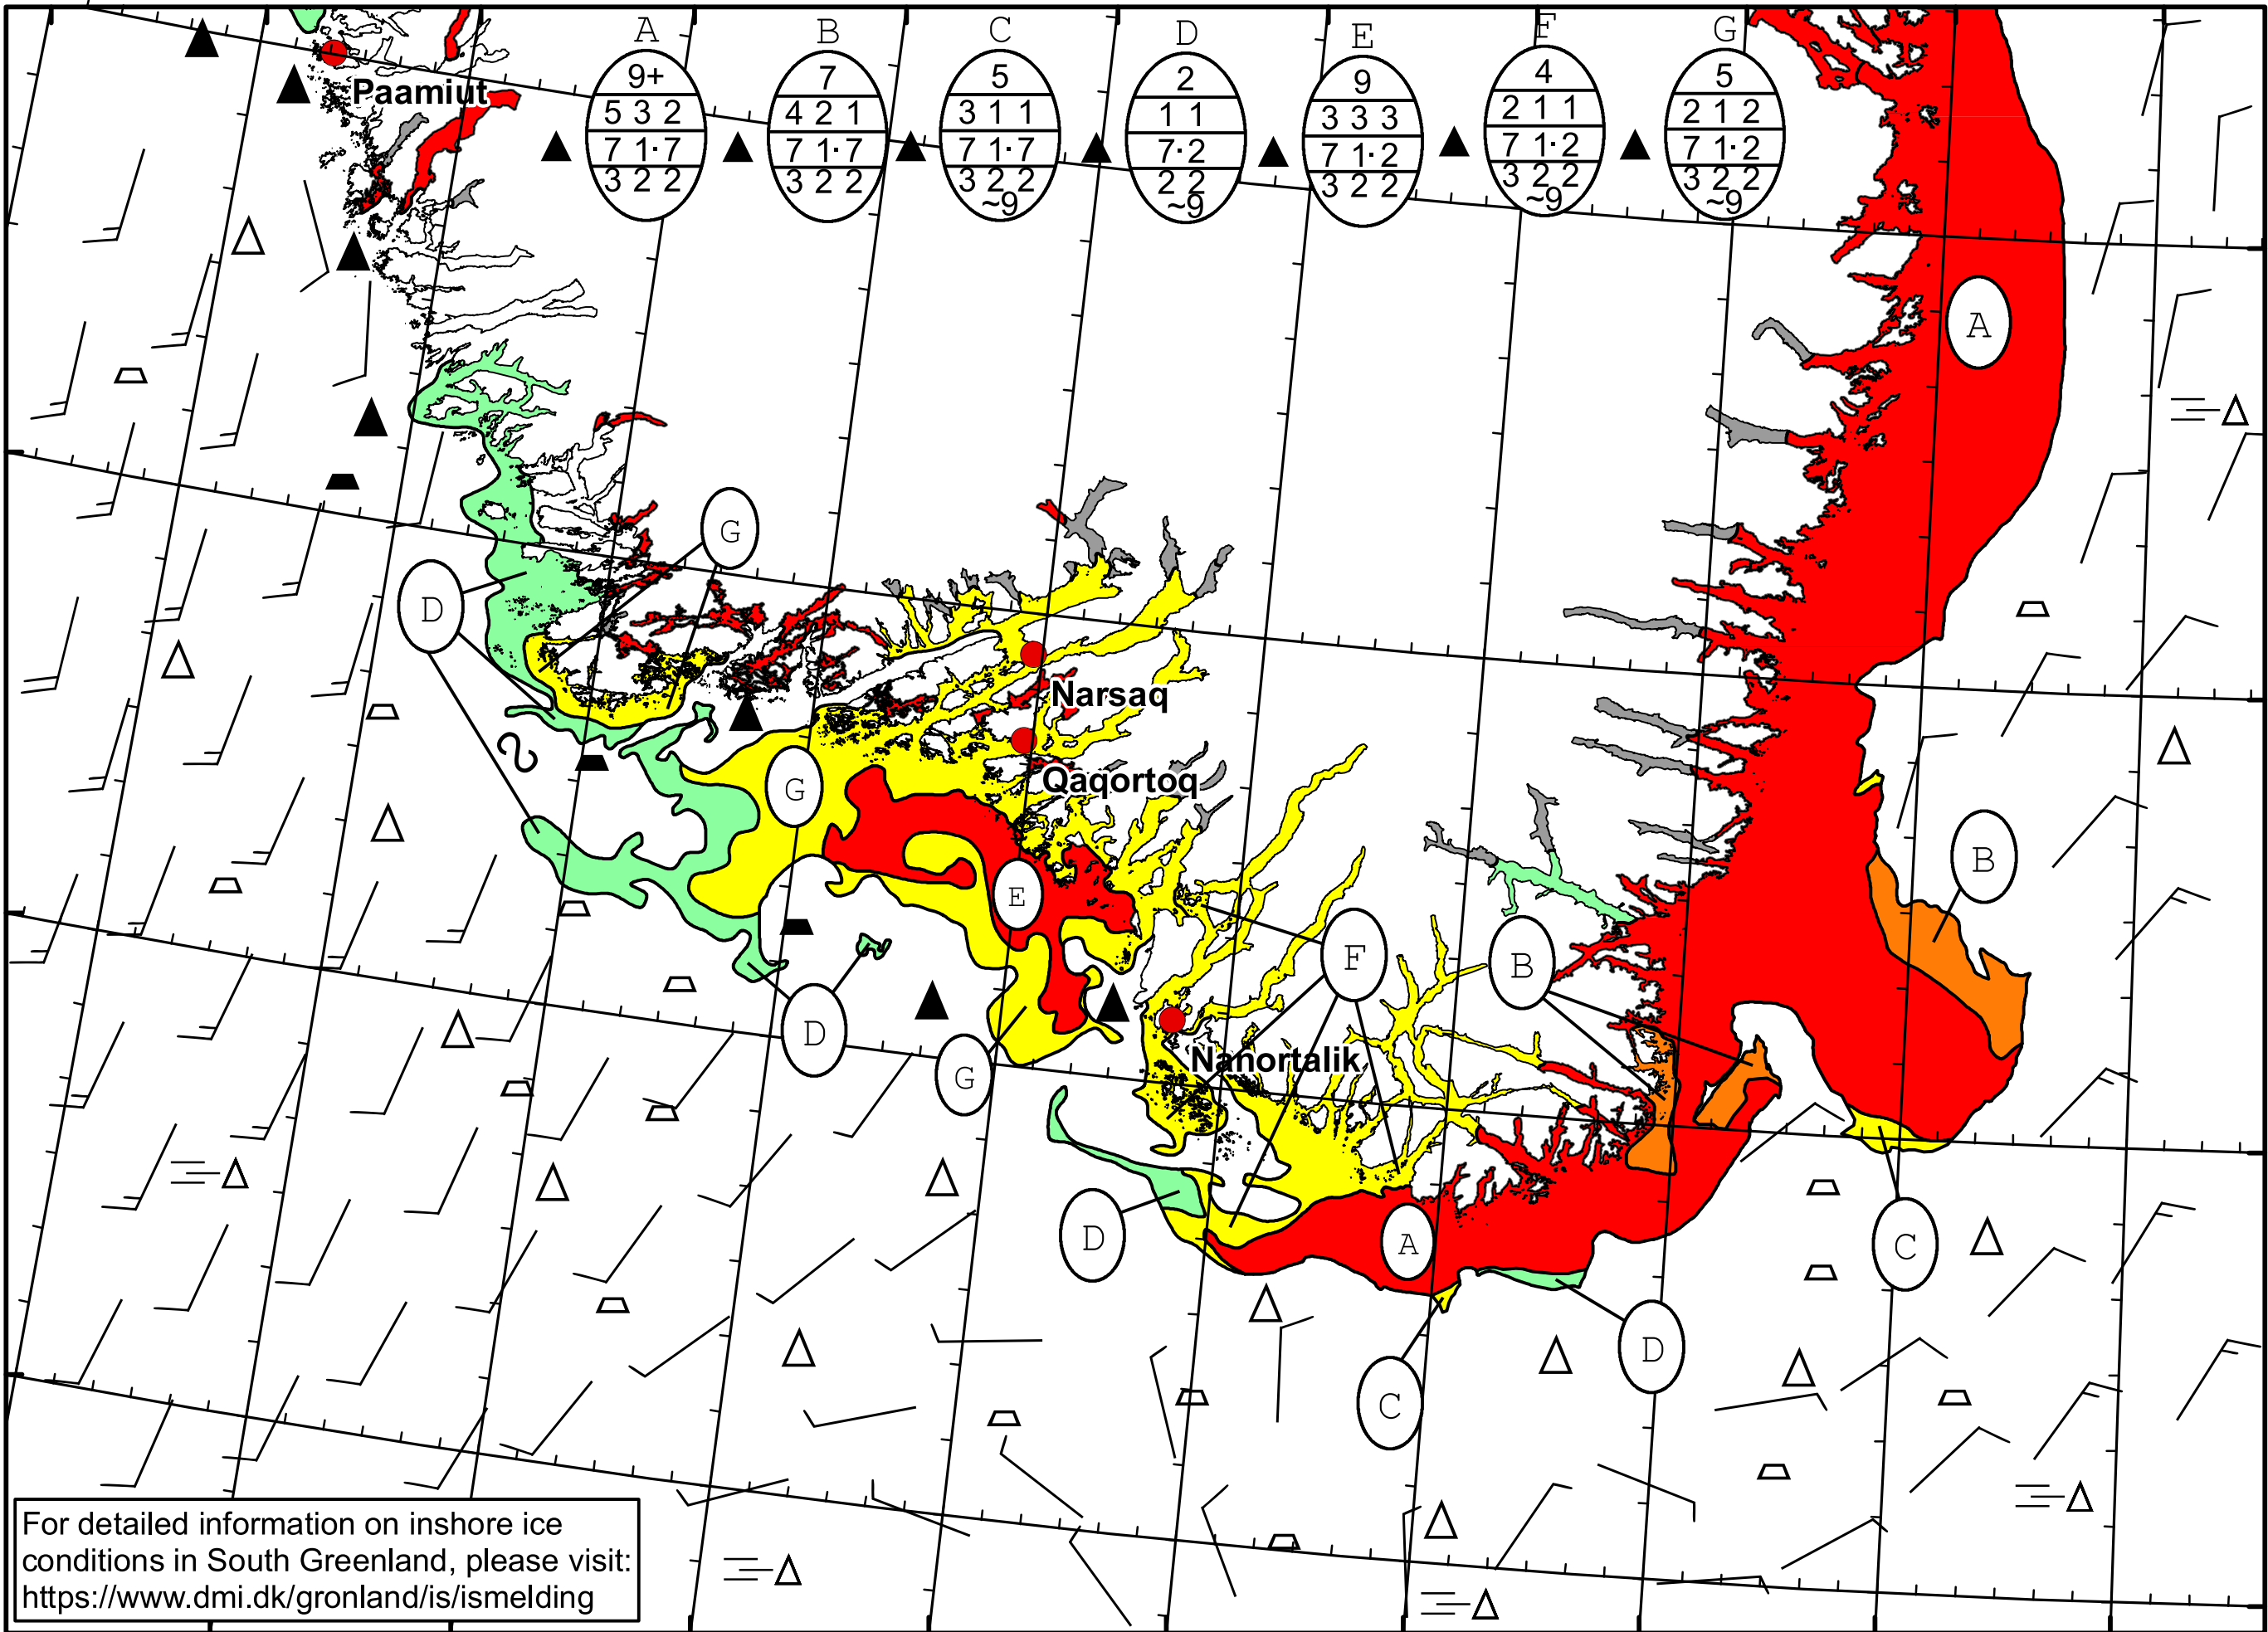 A B C D E F G
9+ 7 5 2 9 4 5
5 3 2 4 2 1 3 1 1 1 1 3 3 3 2 1 1 2 1 2
7 1· 7 7 1· 7 7 1· 7 7· 2 7 1· 2 7 1· 2 7 1· 2
3 2 2 3 2 2 3 2 2 2 2 3 2 2 3 2 2 3 2 2
~9 ~9 ~9 ~9
Paamiut
A
G
D
Narsaq
Qaqortoq
G
B
E
F
B
D
Nanortalik
G
D
A
C
D
C
For detailed information on inshore ice
conditions in South Greenland, please visit:
https://www.dmi.dk/gronland/is/ismelding